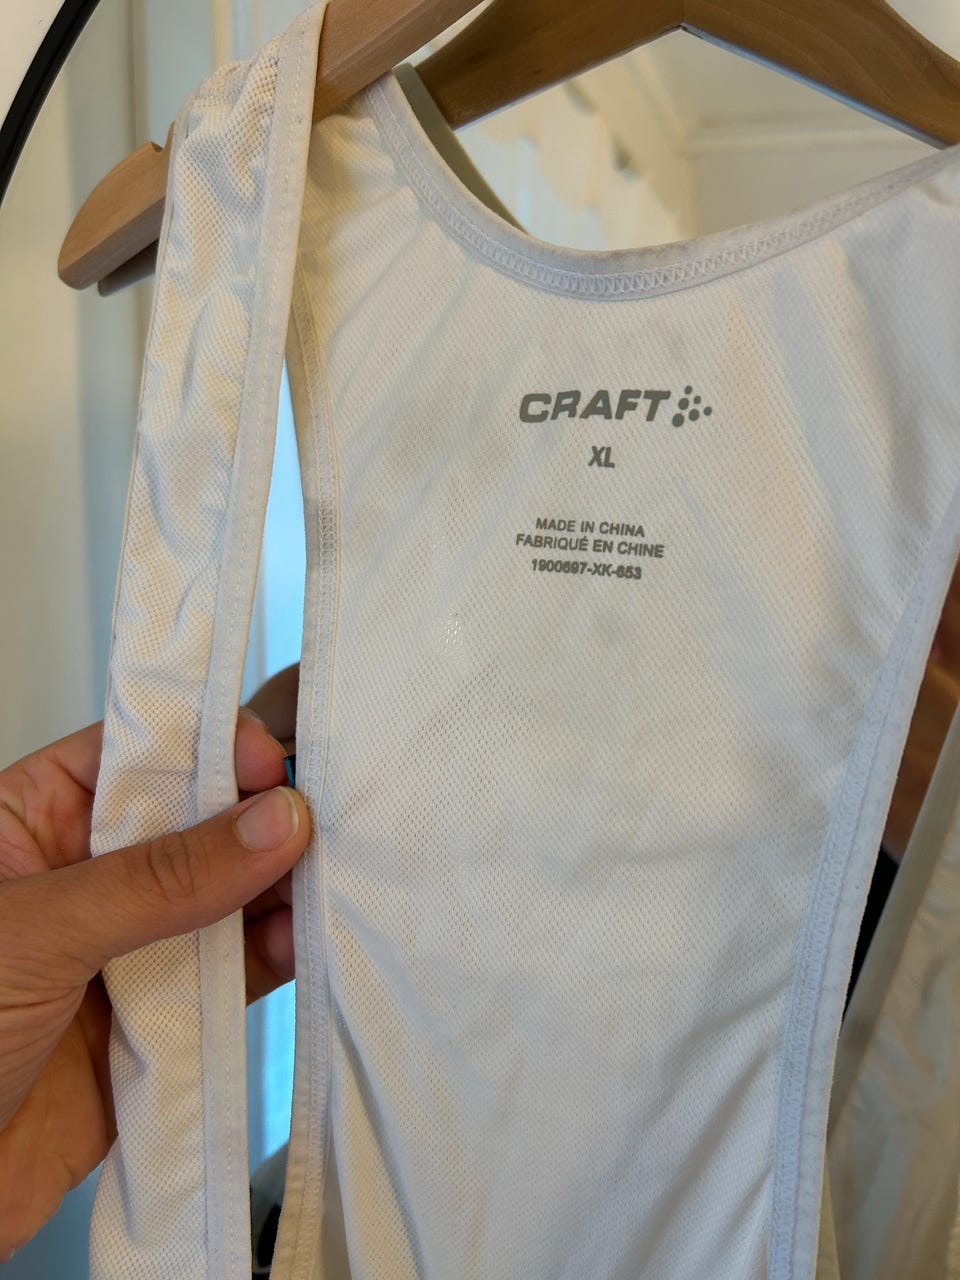 CRAFT
XL
MADE IN CHINA
FABRIQUÉ EN CHINE
1900697-XK-653